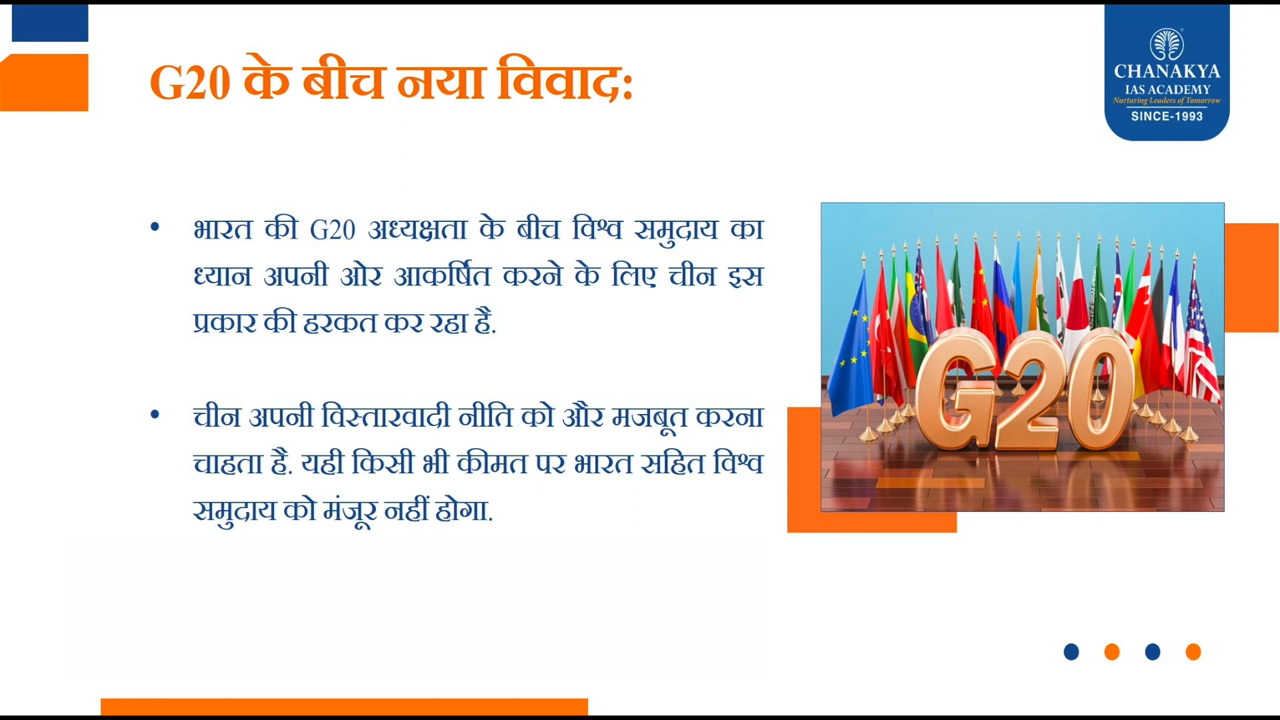 G20 के बीच नया विवाद:
CHANAKYA
IAS ACADEMY
Nurturing Leaders of Tomorrow
SINCE-1993
• भारत की G20 अध्यक्षता के बीच विश्व समुदाय का
ध्यान अपनी ओर आकर्षित करने के लिए चीन इस
प्रकार की हरकत कर रहा है.
• चीन अपनी विस्तारवादी नीति को और मजबूत करना
चाहता है. यही किसी भी कीमत पर भारत सहित विश्व
समुदाय को मंजूर नहीं होगा.
G20